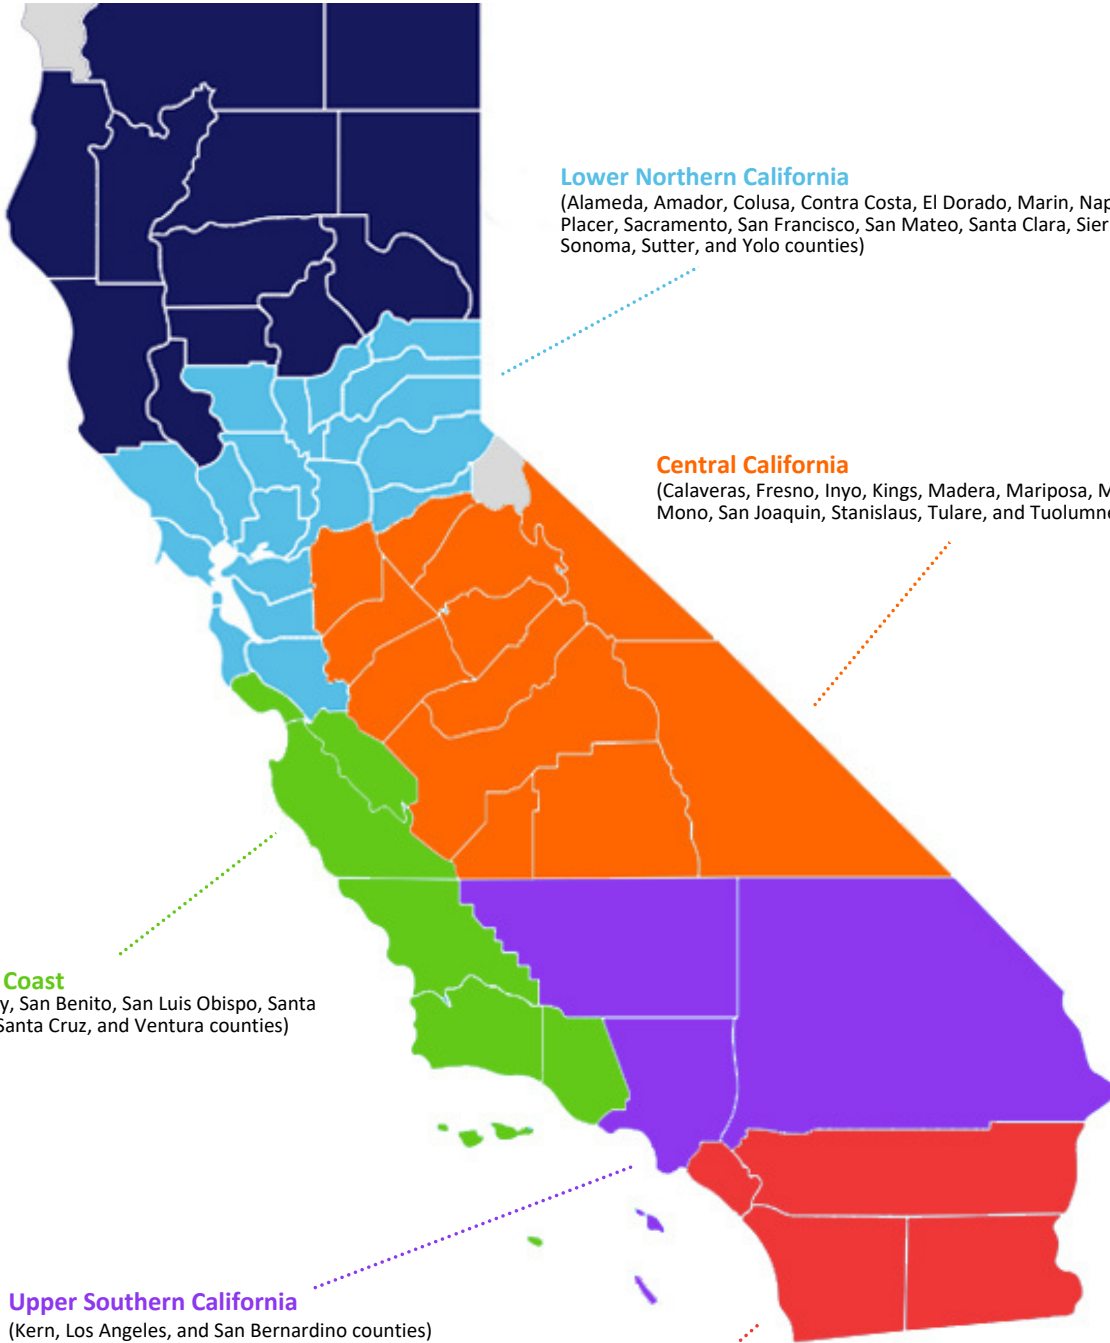 Lower Northern California
(Alameda, Amador, Colusa, Contra Costa, El Dorado, Marin,
Placer, Sacramento, San Francisco, San Mateo, Santa Clara,
Sonoma, Sutter, and Yolo counties)
Central California
(Calaveras, Fresno, Inyo, Kings, Madera, Mariposa,
Mono, San Joaquin, Stanislaus, Tulare, and Tuolumne
Coast
San Benito, San Luis Obispo, Santa
Santa Cruz, and Ventura counties)
Upper Southern California
(Kern, Los Angeles, and San Bernardino counties)